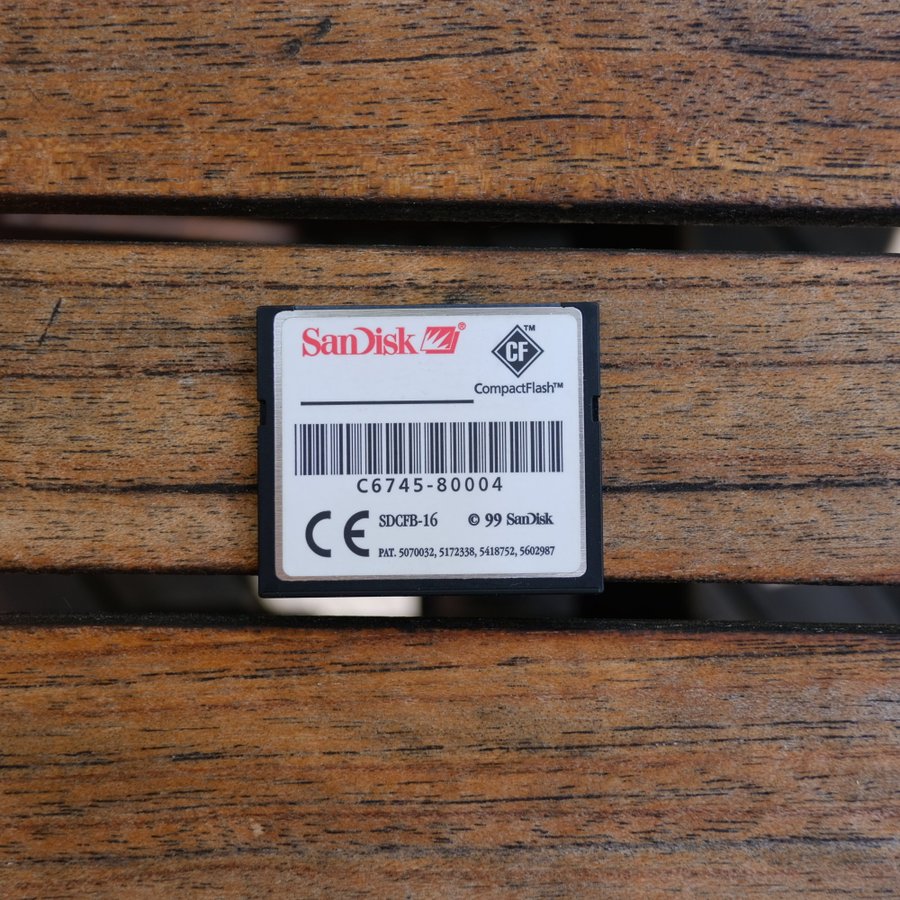 SanDisk ®
CF ™
CompactFlash™
C6745-80004
CE SDCFB-16 © 99 SanDisk
PAT. 5070032, 5172338, 5418752, 5602987